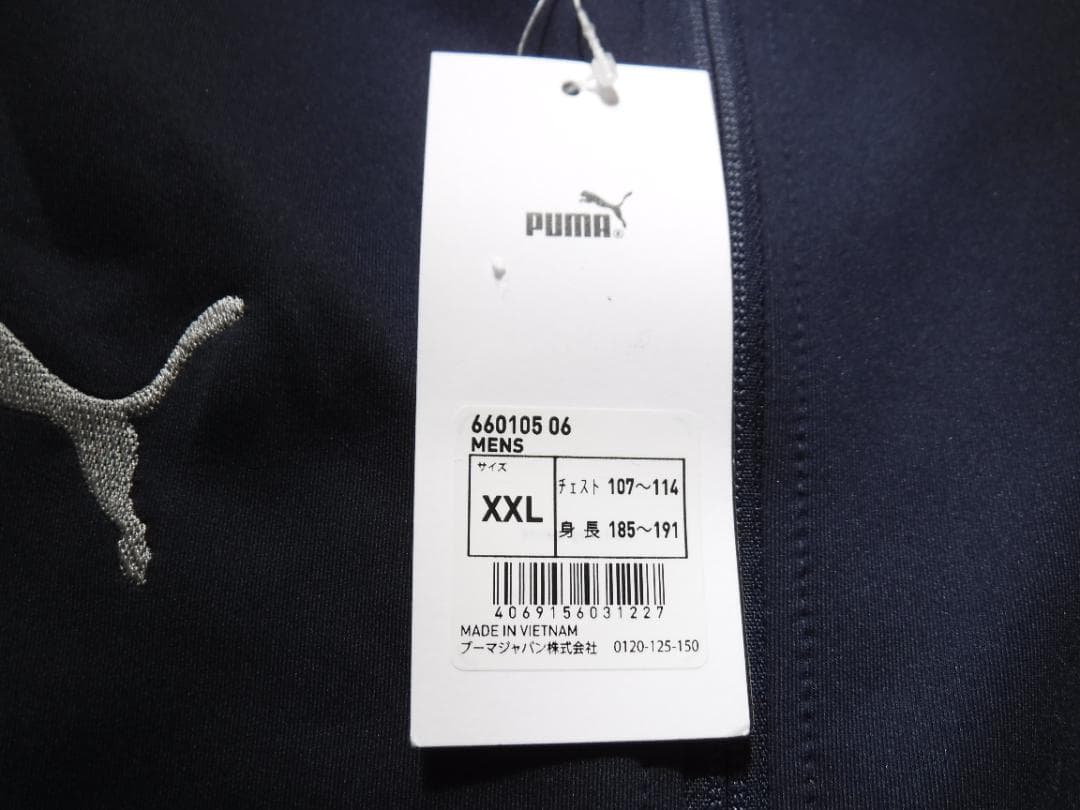 PUMA®
660105 06
MENS
サイズ
XXL
チェスト 107～114
身長 185～191
4069156031227
MADE IN VIETNAM
プーマジャパン株式会社 0120-125-150